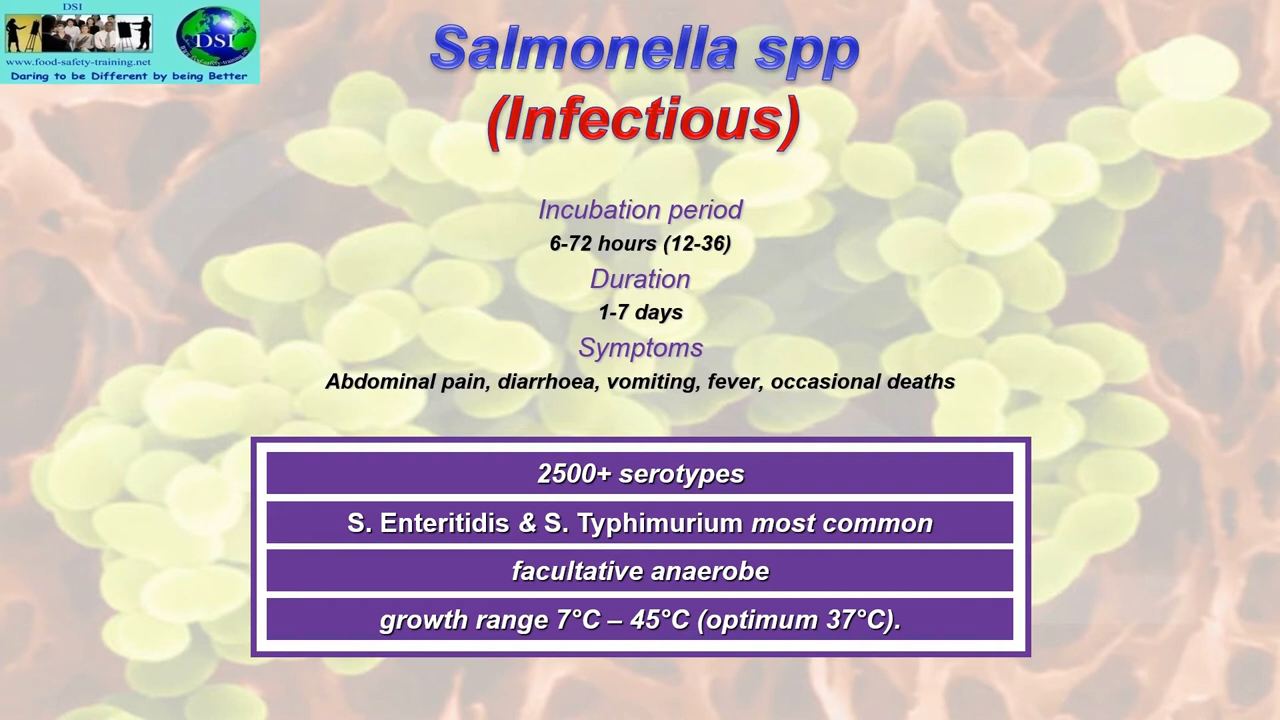 DSI
DSI
www.food-safety-training.net
Daring to be Different by being Better
Salmonella spp
(Infectious)
Incubation period
6-72 hours (12-36)
Duration
1-7 days
Symptoms
Abdominal pain, diarrhoea, vomiting, fever, occasional deaths
2500+ serotypes
S. Enteritidis & S. Typhimurium most common
facultative anaerobe
growth range 7°C – 45°C (optimum 37°C).